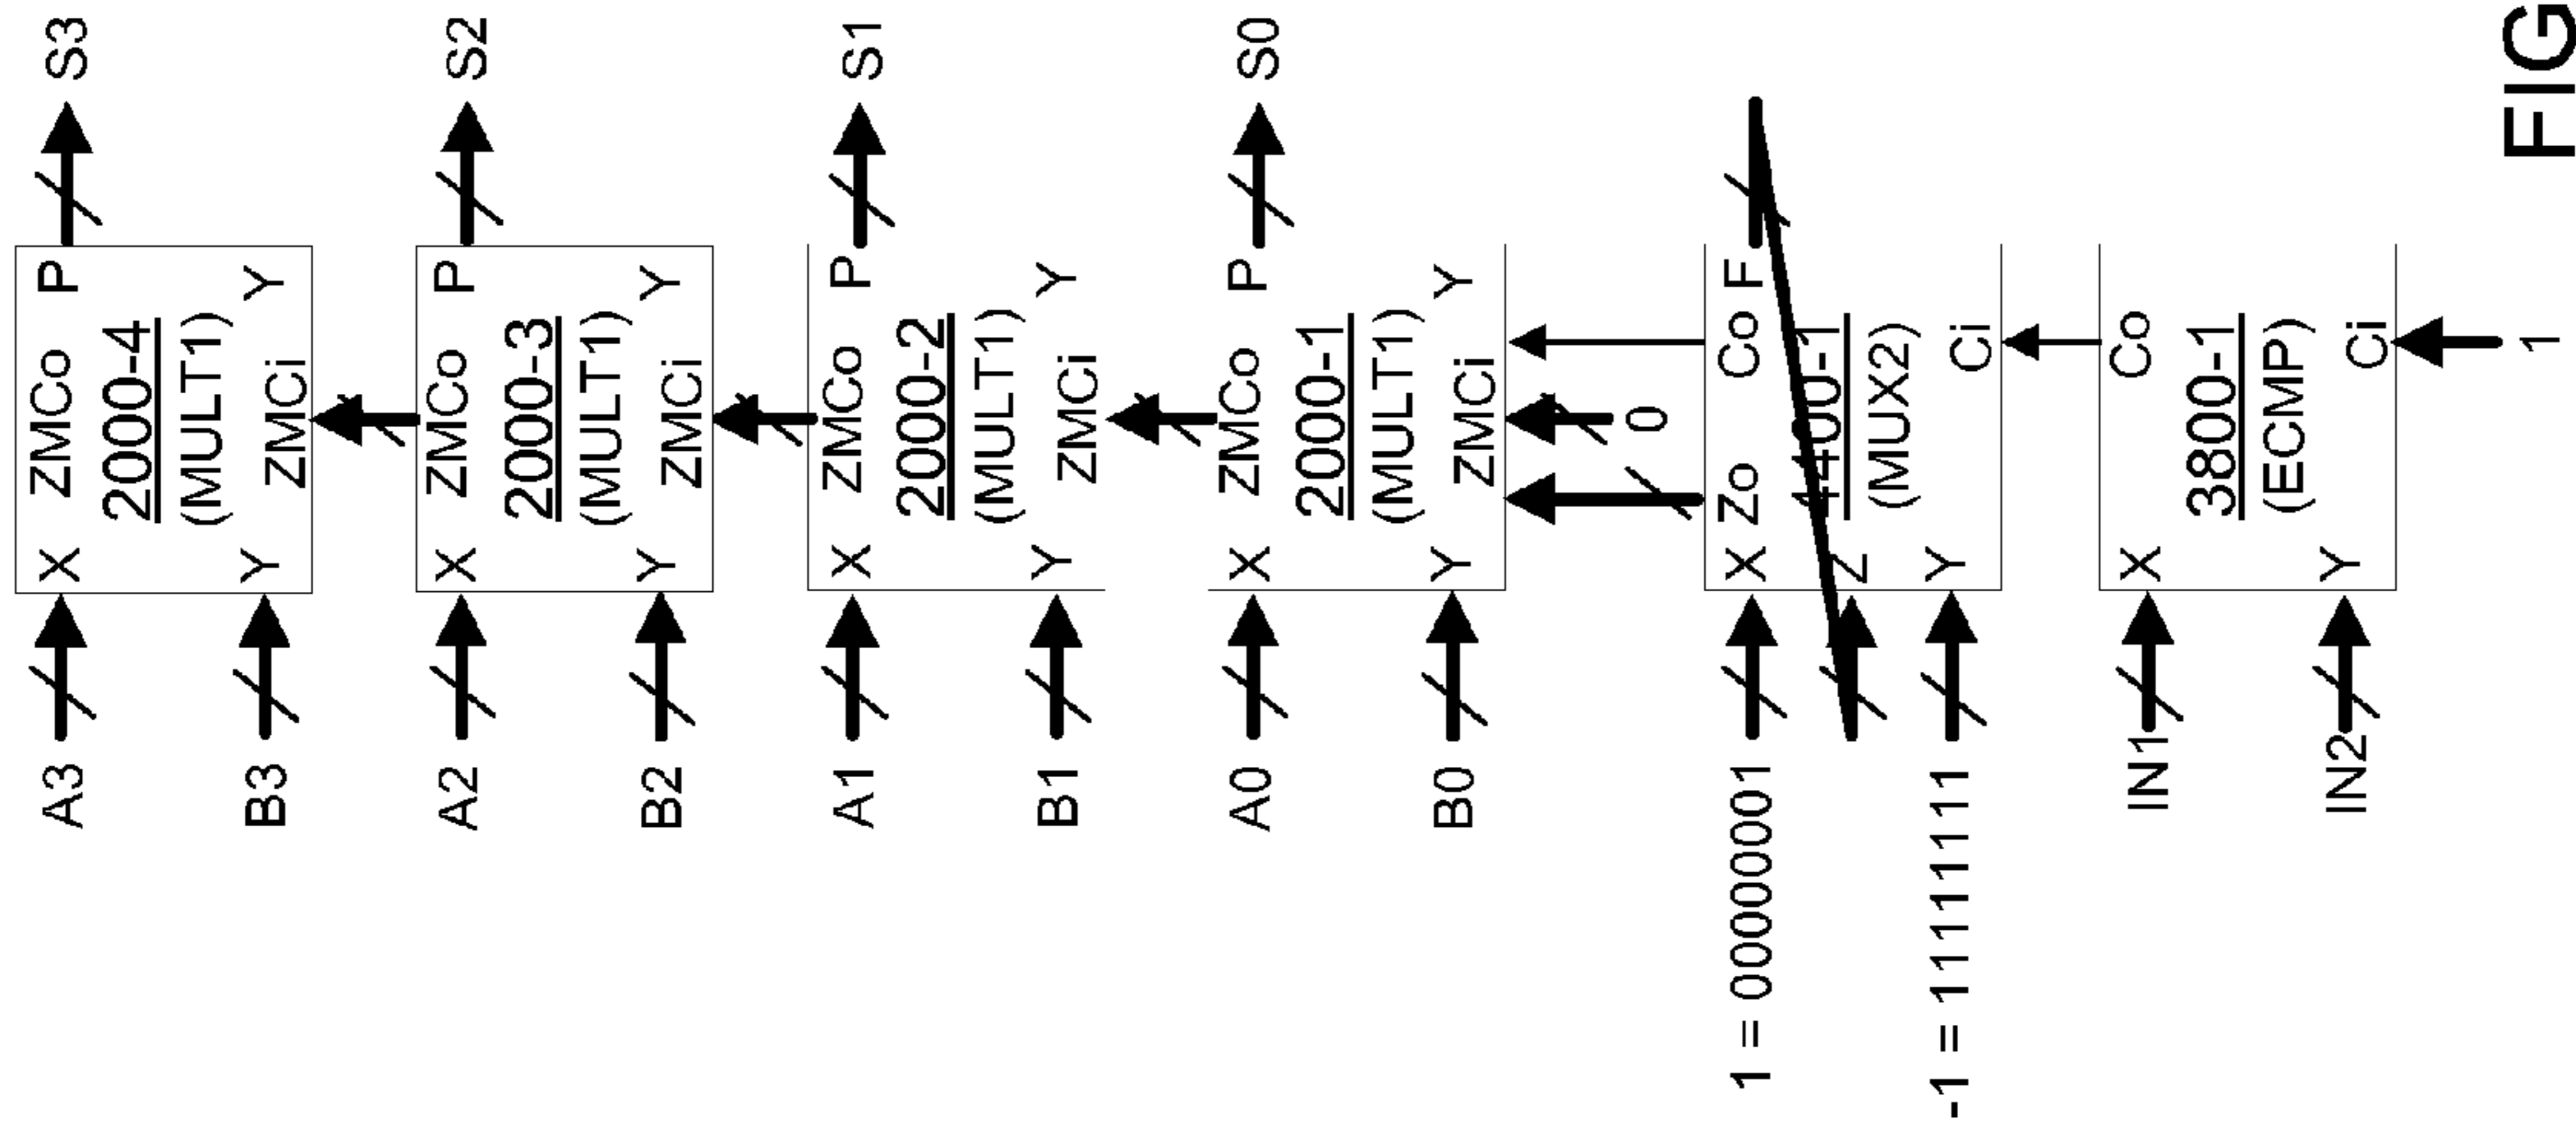 A3 X ZMCo P S3
2000-4
(MULT1)
B3 Y ZMCi Y
A2 X ZMCo P S2
2000-3
(MULT1)
B2 Y ZMCi Y
A1 X ZMCo P S1
2000-2
(MULT1)
B1 Y ZMCi Y
A0 X ZMCo P S0
2000-1
(MULT1)
B0 Y ZMCi Y
0
1 = 00000001 X Zo Co F
Z 4400-1
(MUX2)
-1 = 11111111 Y Ci
IN1 X Co
3800-1
(ECMP)
IN2 Y Ci
1
FIG